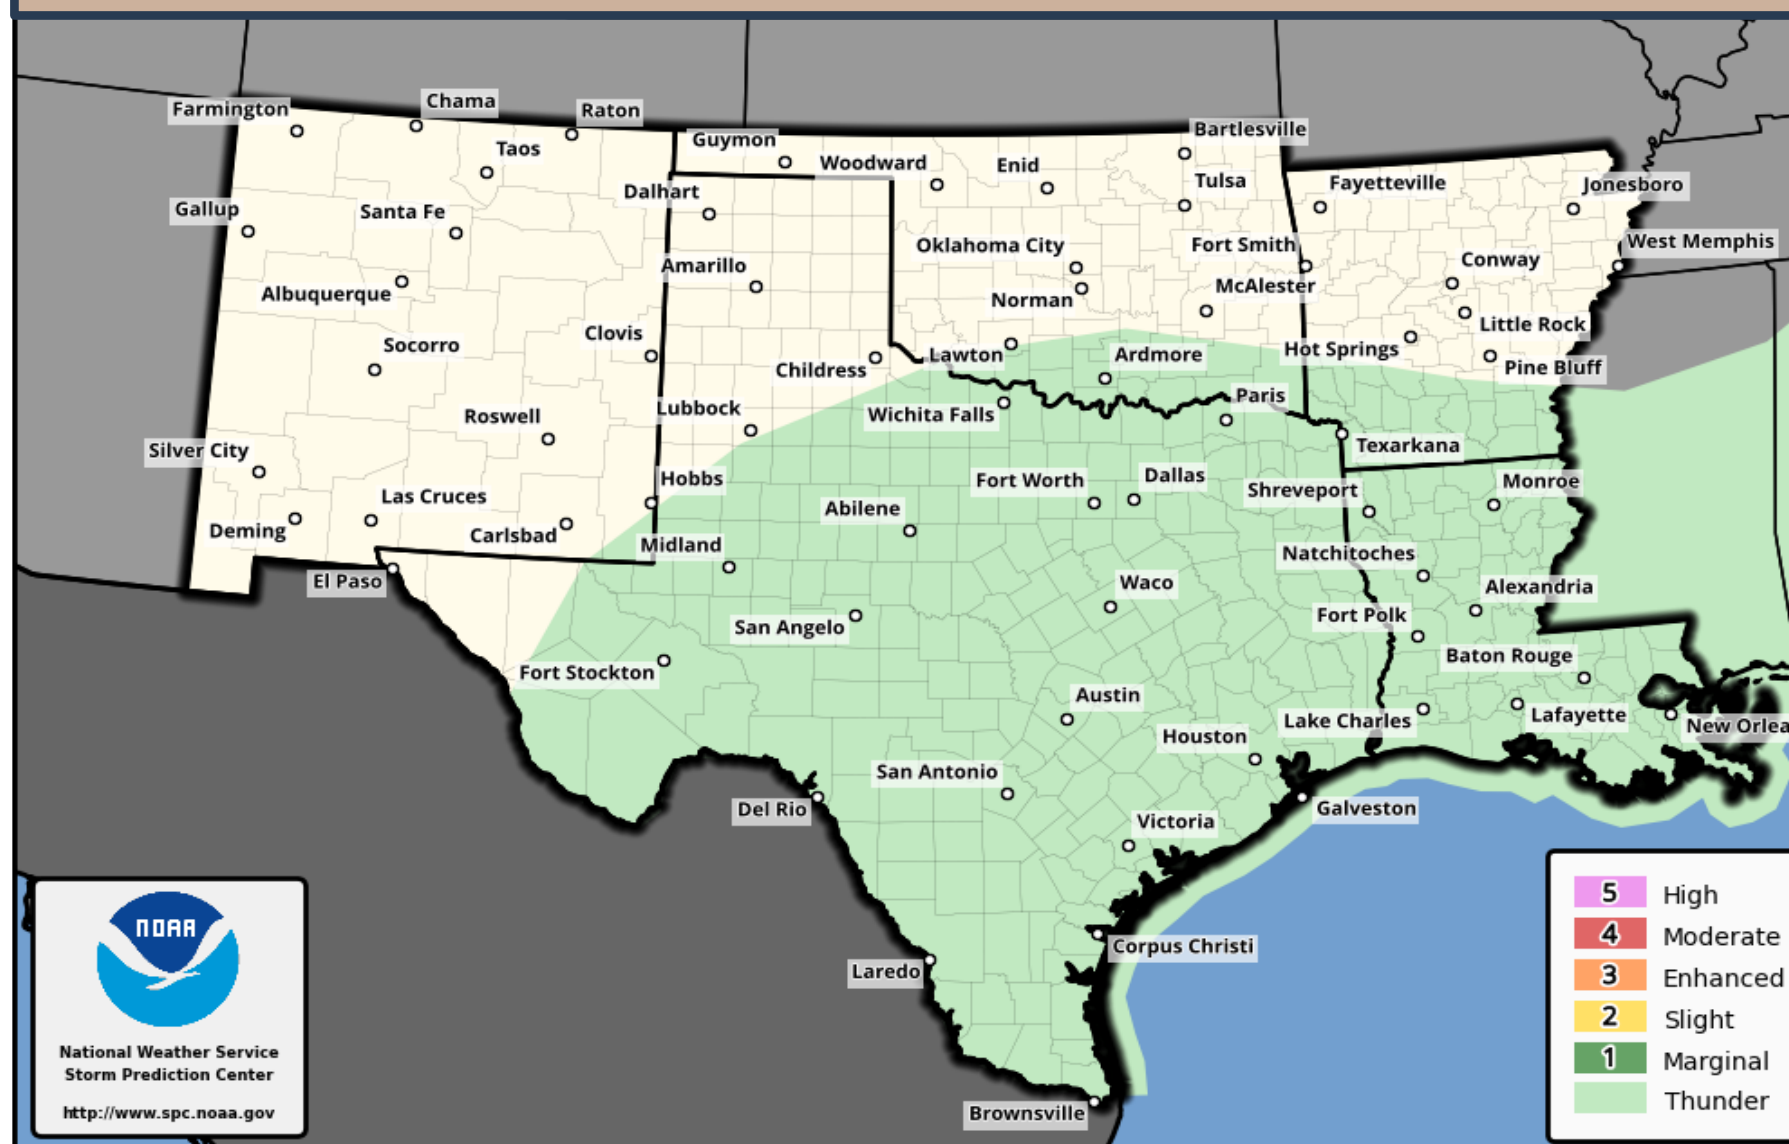 Farmington
Chama
Raton
Taos
Guymon
Woodward
Enid
Bartlesville
Tulsa
Fayetteville
Jonesboro
Dalhart
Gallup
Santa Fe
Oklahoma City
Fort Smith
West Memphis
Amarillo
Conway
Albuquerque
Norman
McAlester
Clovis
Little Rock
Socorro
Lawton
Ardmore
Hot Springs
Childress
Pine Bluff
Lubbock
Roswell
Wichita Falls
Paris
Silver City
Texarkana
Hobbs
Fort Worth
Dallas
Shreveport
Monroe
Las Cruces
Abilene
Deming
Carlsbad
Midland
Natchitoches
El Paso
Waco
Alexandria
Fort Polk
San Angelo
Baton Rouge
Fort Stockton
Austin
Lake Charles
Lafayette
New Orlea
Houston
San Antonio
Del Rio
Galveston
Victoria
Corpus Christi
Laredo
Brownsville
NOAA
National Weather Service
Storm Prediction Center
http://www.spc.noaa.gov
5 High
4 Moderate
3 Enhanced
2 Slight
1 Marginal
Thunder